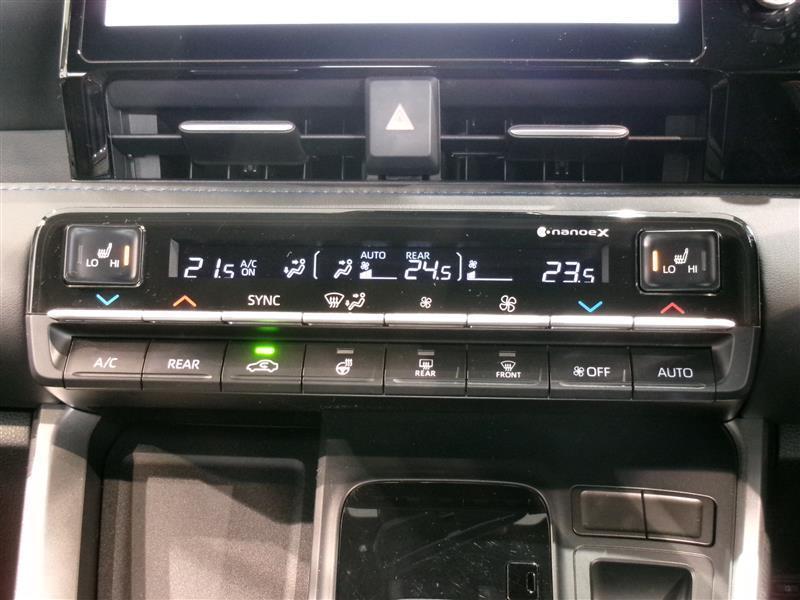 nanoeX
LO HI
21.5 A/C ON AUTO REAR 24.5 23.5
LO HI
SYNC
A/C REAR REAR FRONT OFF AUTO